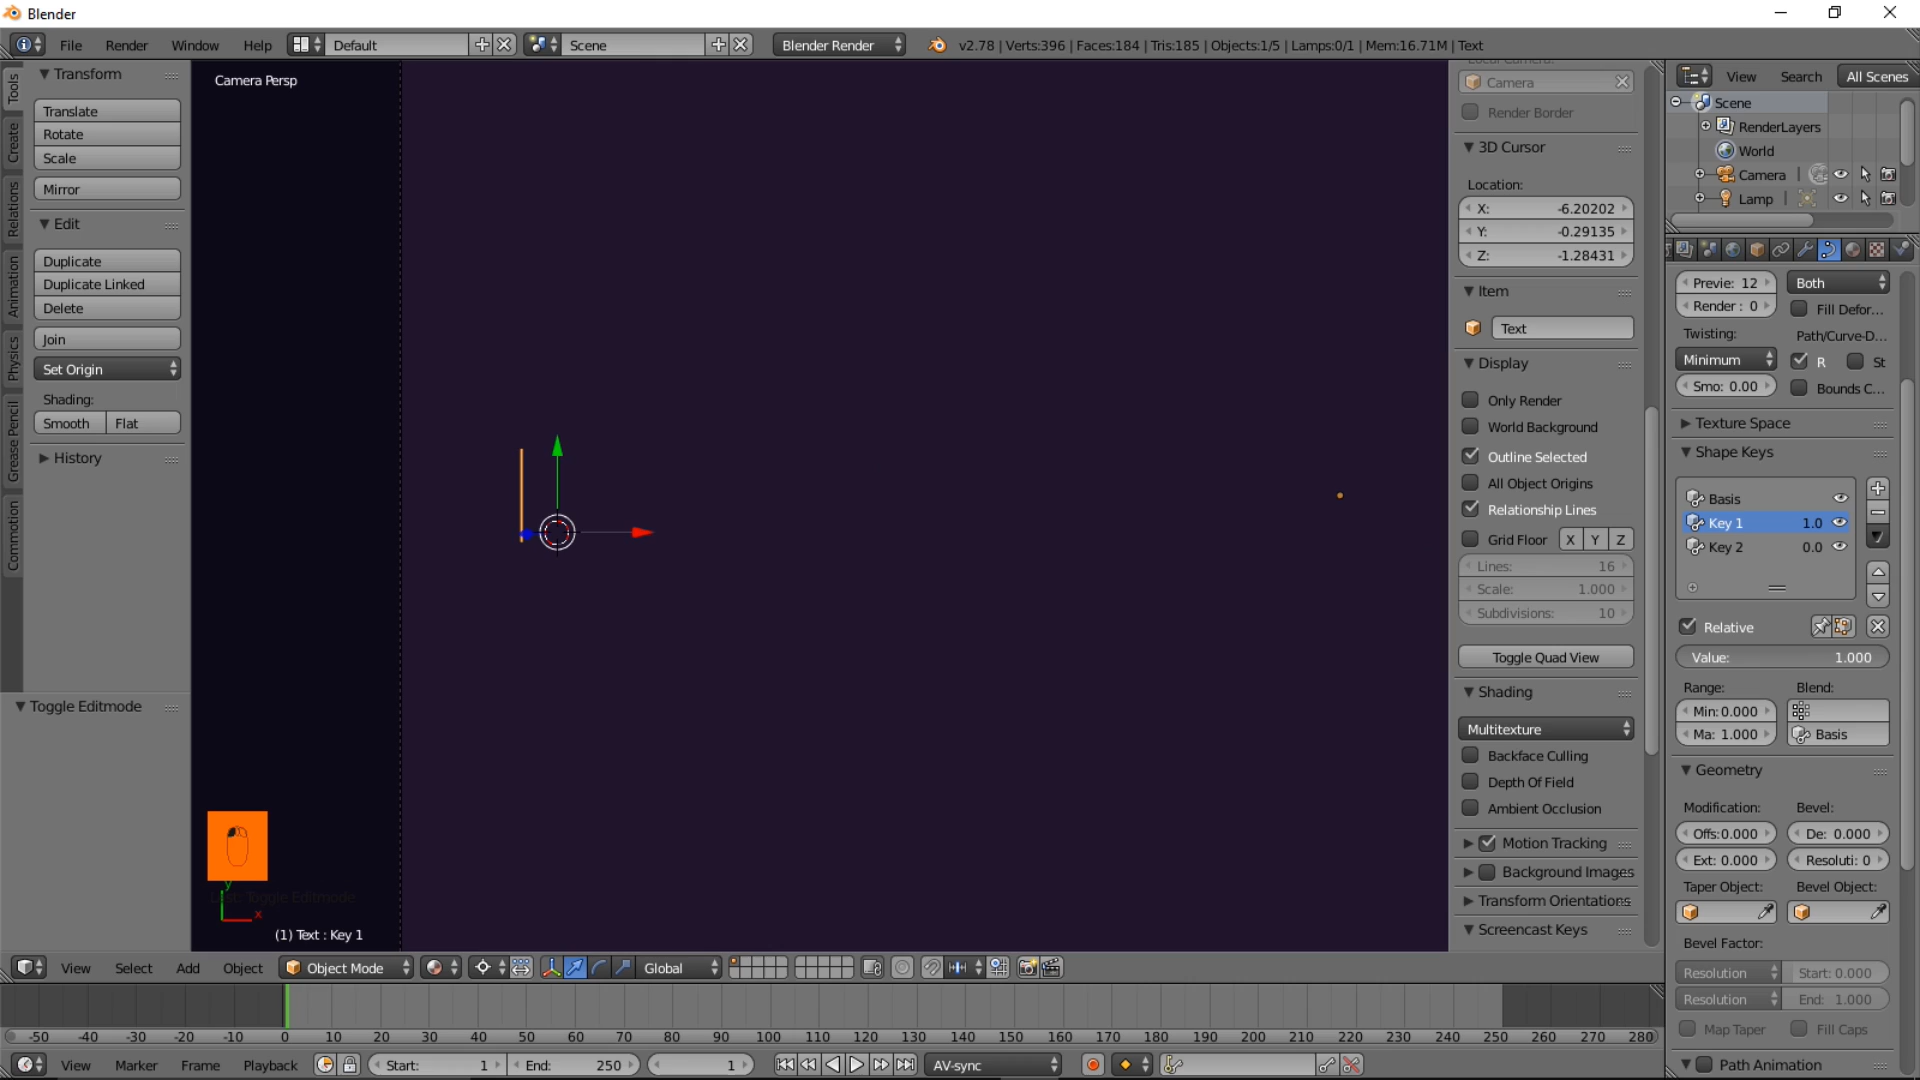 Blender
File Render Window Help Default Scene Blender Render v2.78 | Verts:396 | Faces:184 | Tris:185 | Objects:1/5 | Lamps:0/1 | Mem:16.71M | Text
Tools
Create
Relations
Animation
Physics
Grease Pencil
Commotion
Transform
Translate
Rotate
Scale
Mirror
Edit
Duplicate
Duplicate Linked
Delete
Join
Set Origin
Shading:
Smooth Flat
History
Toggle Editmode
Camera Persp
Last: Toggle Editmode
y
x
(1) Text : Key 1
Local Camera:
Camera
Render Border
3D Cursor
Location:
X: -6.20202
Y: -0.29135
Z: -1.28431
Item
Text
Display
Only Render
World Background
Outline Selected
All Object Origins
Relationship Lines
Grid Floor X Y Z
Lines: 16
Scale: 1.000
Subdivisions: 10
Toggle Quad View
Shading
Multitexture
Backface Culling
Depth Of Field
Ambient Occlusion
Motion Tracking
Background Images
Transform Orientations
Screencast Keys
View Search All Scenes
Scene
RenderLayers
World
Camera |
Lamp |
Previe: 12 Both
Render : 0 Fill Defor...
Twisting: Path/Curve-D...
Minimum R St
Smo: 0.00 Bounds C...
Texture Space
Shape Keys
Basis
Key 1 1.0
Key 2 0.0
Relative
Value: 1.000
Range: Blend:
Min:0.000
Ma: 1.000 Basis
Geometry
Modification: Bevel:
Offs:0.000 De: 0.000
Ext: 0.000 Resoluti: 0
Taper Object: Bevel Object:
Bevel Factor:
Resolution Start: 0.000
Resolution End: 1.000
Map Taper Fill Caps
Path Animation
View Select Add Object Object Mode Global
-50 -40 -30 -20 -10 0 10 20 30 40 50 60 70 80 90 100 110 120 130 140 150 160 170 180 190 200 210 220 230 240 250 260 270 280
View Marker Frame Playback Start: 1 End: 250 1 AV-sync